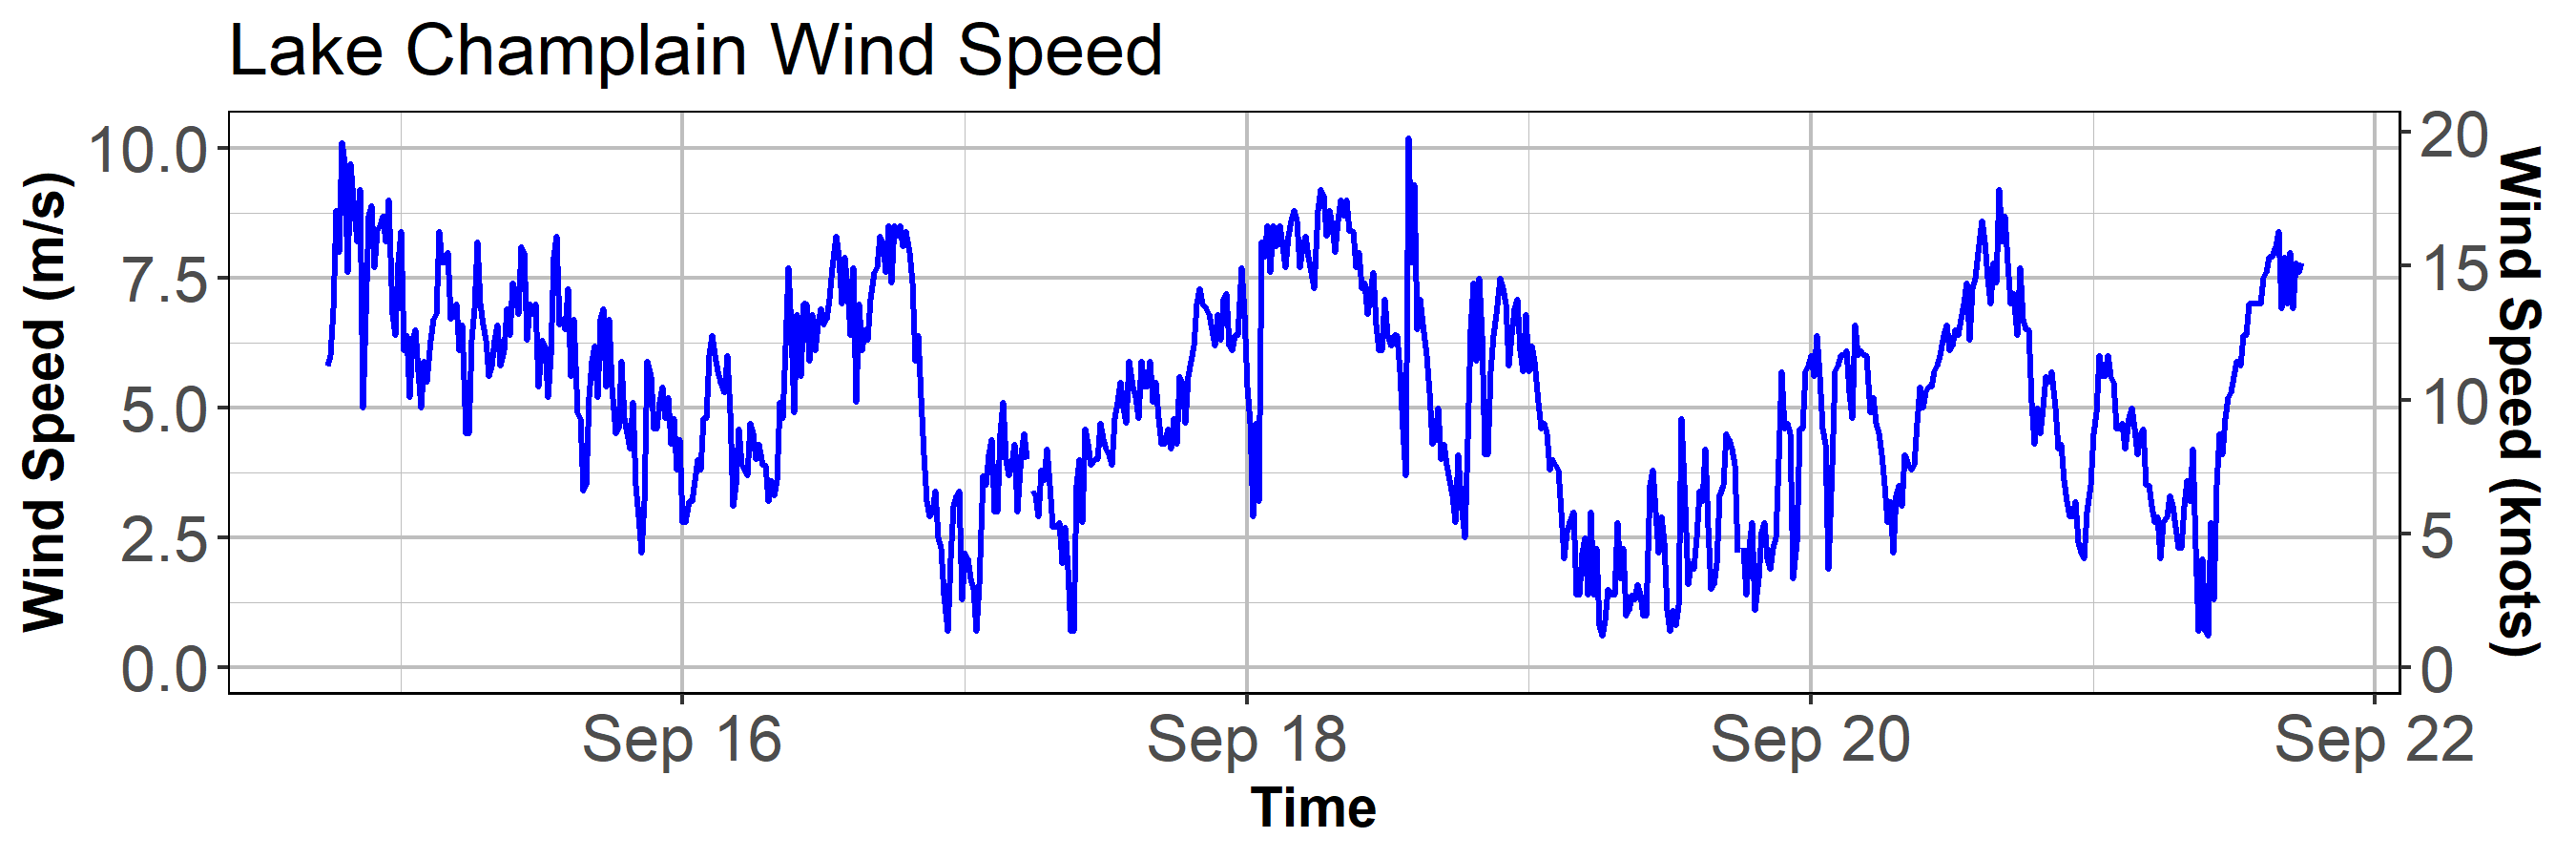 Lake Champlain Wind Speed
Wind Speed (m/s)
10.0
7.5
5.0
2.5
0.0
20
15
10
5
0
Wind Speed (knots)
Sep 16
Sep 18
Sep 20
Sep 22
Time